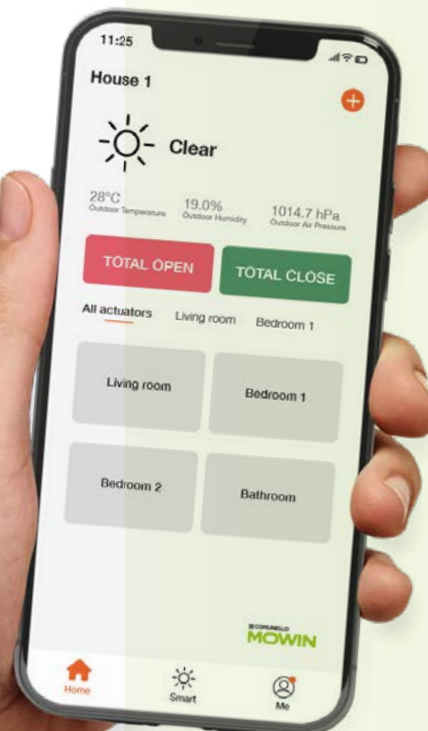 11:25
House 1
Clear
28°C
Outdoor Temperature
19.0%
Outdoor Humidity
1014.7 hPa
Outdoor Air Pressure
TOTAL OPEN
TOTAL CLOSE
All actuators
Living room
Bedroom 1
Living room
Bedroom 1
Bedroom 2
Bathroom
COMUNELLO
MOWIN
Home
Smart
Me